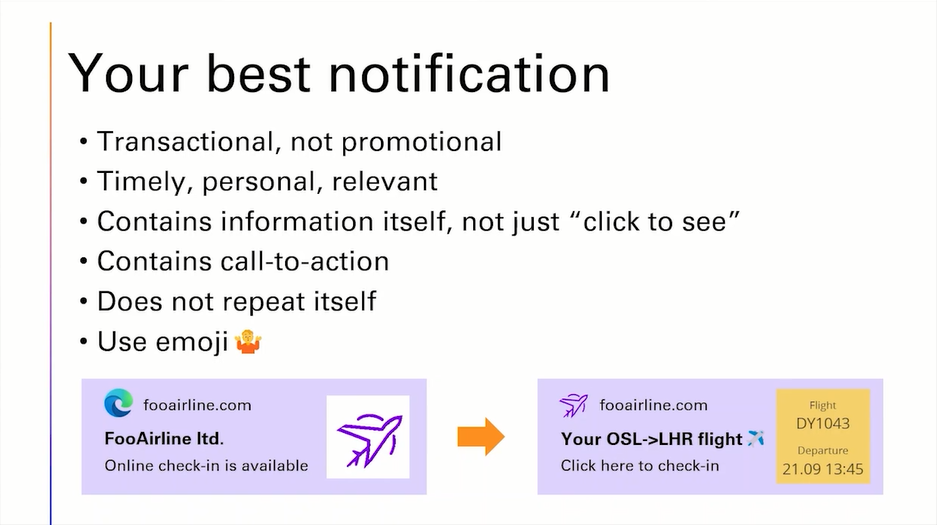 Your best notification
• Transactional, not promotional
• Timely, personal, relevant
• Contains information itself, not just “click to see”
• Contains call-to-action
• Does not repeat itself
• Use emoji 🤷
fooairline.com
FooAirline ltd.
Online check-in is available
fooairline.com
Your OSL->LHR flight ✈️
Click here to check-in
Flight
DY1043
Departure
21.09 13:45